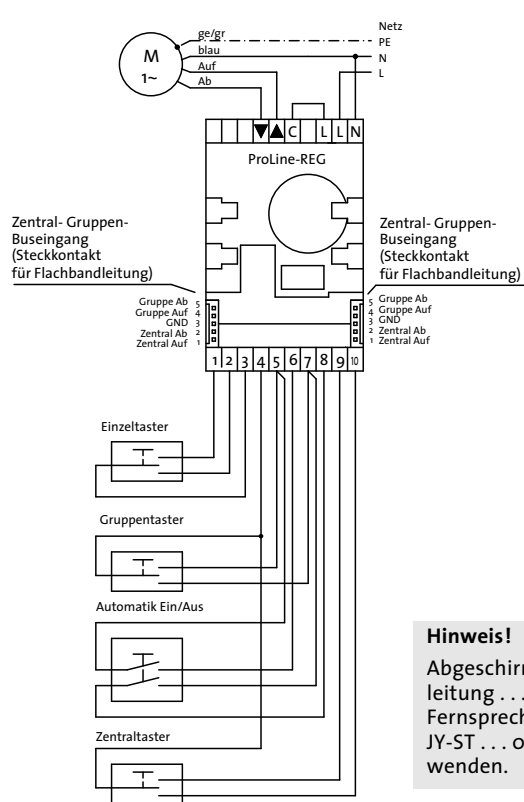 Netz
ge/gr
PE
blau
N
M
1~
Auf
L
Ab
C L L N
ProLine-REG
Zentral- Gruppen-
Buseingang
(Steckkontakt
für Flachbandleitung)
Zentral- Gruppen-
Buseingang
(Steckkontakt
für Flachbandleitung)
Gruppe Ab 5
Gruppe Auf 4
GND 3
Zentral Ab 2
Zentral Auf 1
5 Gruppe Ab
4 Gruppe Auf
3 GND
2 Zentral Ab
1 Zentral Auf
1 2 3 4 5 6 7 8 9 10
Einzeltaster
Gruppentaster
Automatik Ein/Aus
Zentraltaster
Hinweis!
Abgeschirm
leitung . . .
Fernsprech
JY-ST . . . o
wenden.